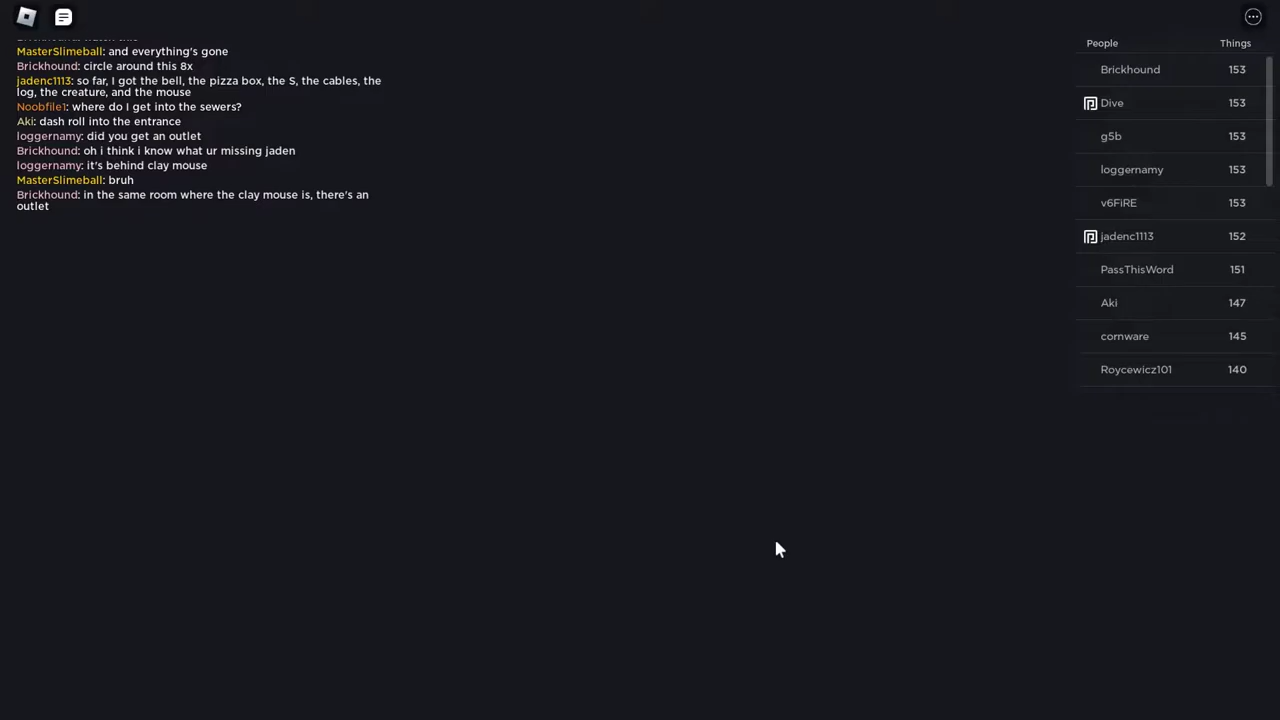 MasterSlimeball: and everything's gone
Brickhound: circle around this 8x
jadenc1113: so far, I got the bell, the pizza box, the S, the cables, the
log, the creature, and the mouse
Noobfile1: where do I get into the sewers?
Aki: dash roll into the entrance
loggernamy: did you get an outlet
Brickhound: oh i think i know what ur missing jaden
loggernamy: it's behind clay mouse
MasterSlimeball: bruh
Brickhound: in the same room where the clay mouse is, there's an
outlet
People Things
Brickhound 153
Dive 153
g5b 153
loggernamy 153
v6FiRE 153
jadenc1113 152
PassThisWord 151
Aki 147
cornware 145
Roycewicz101 140